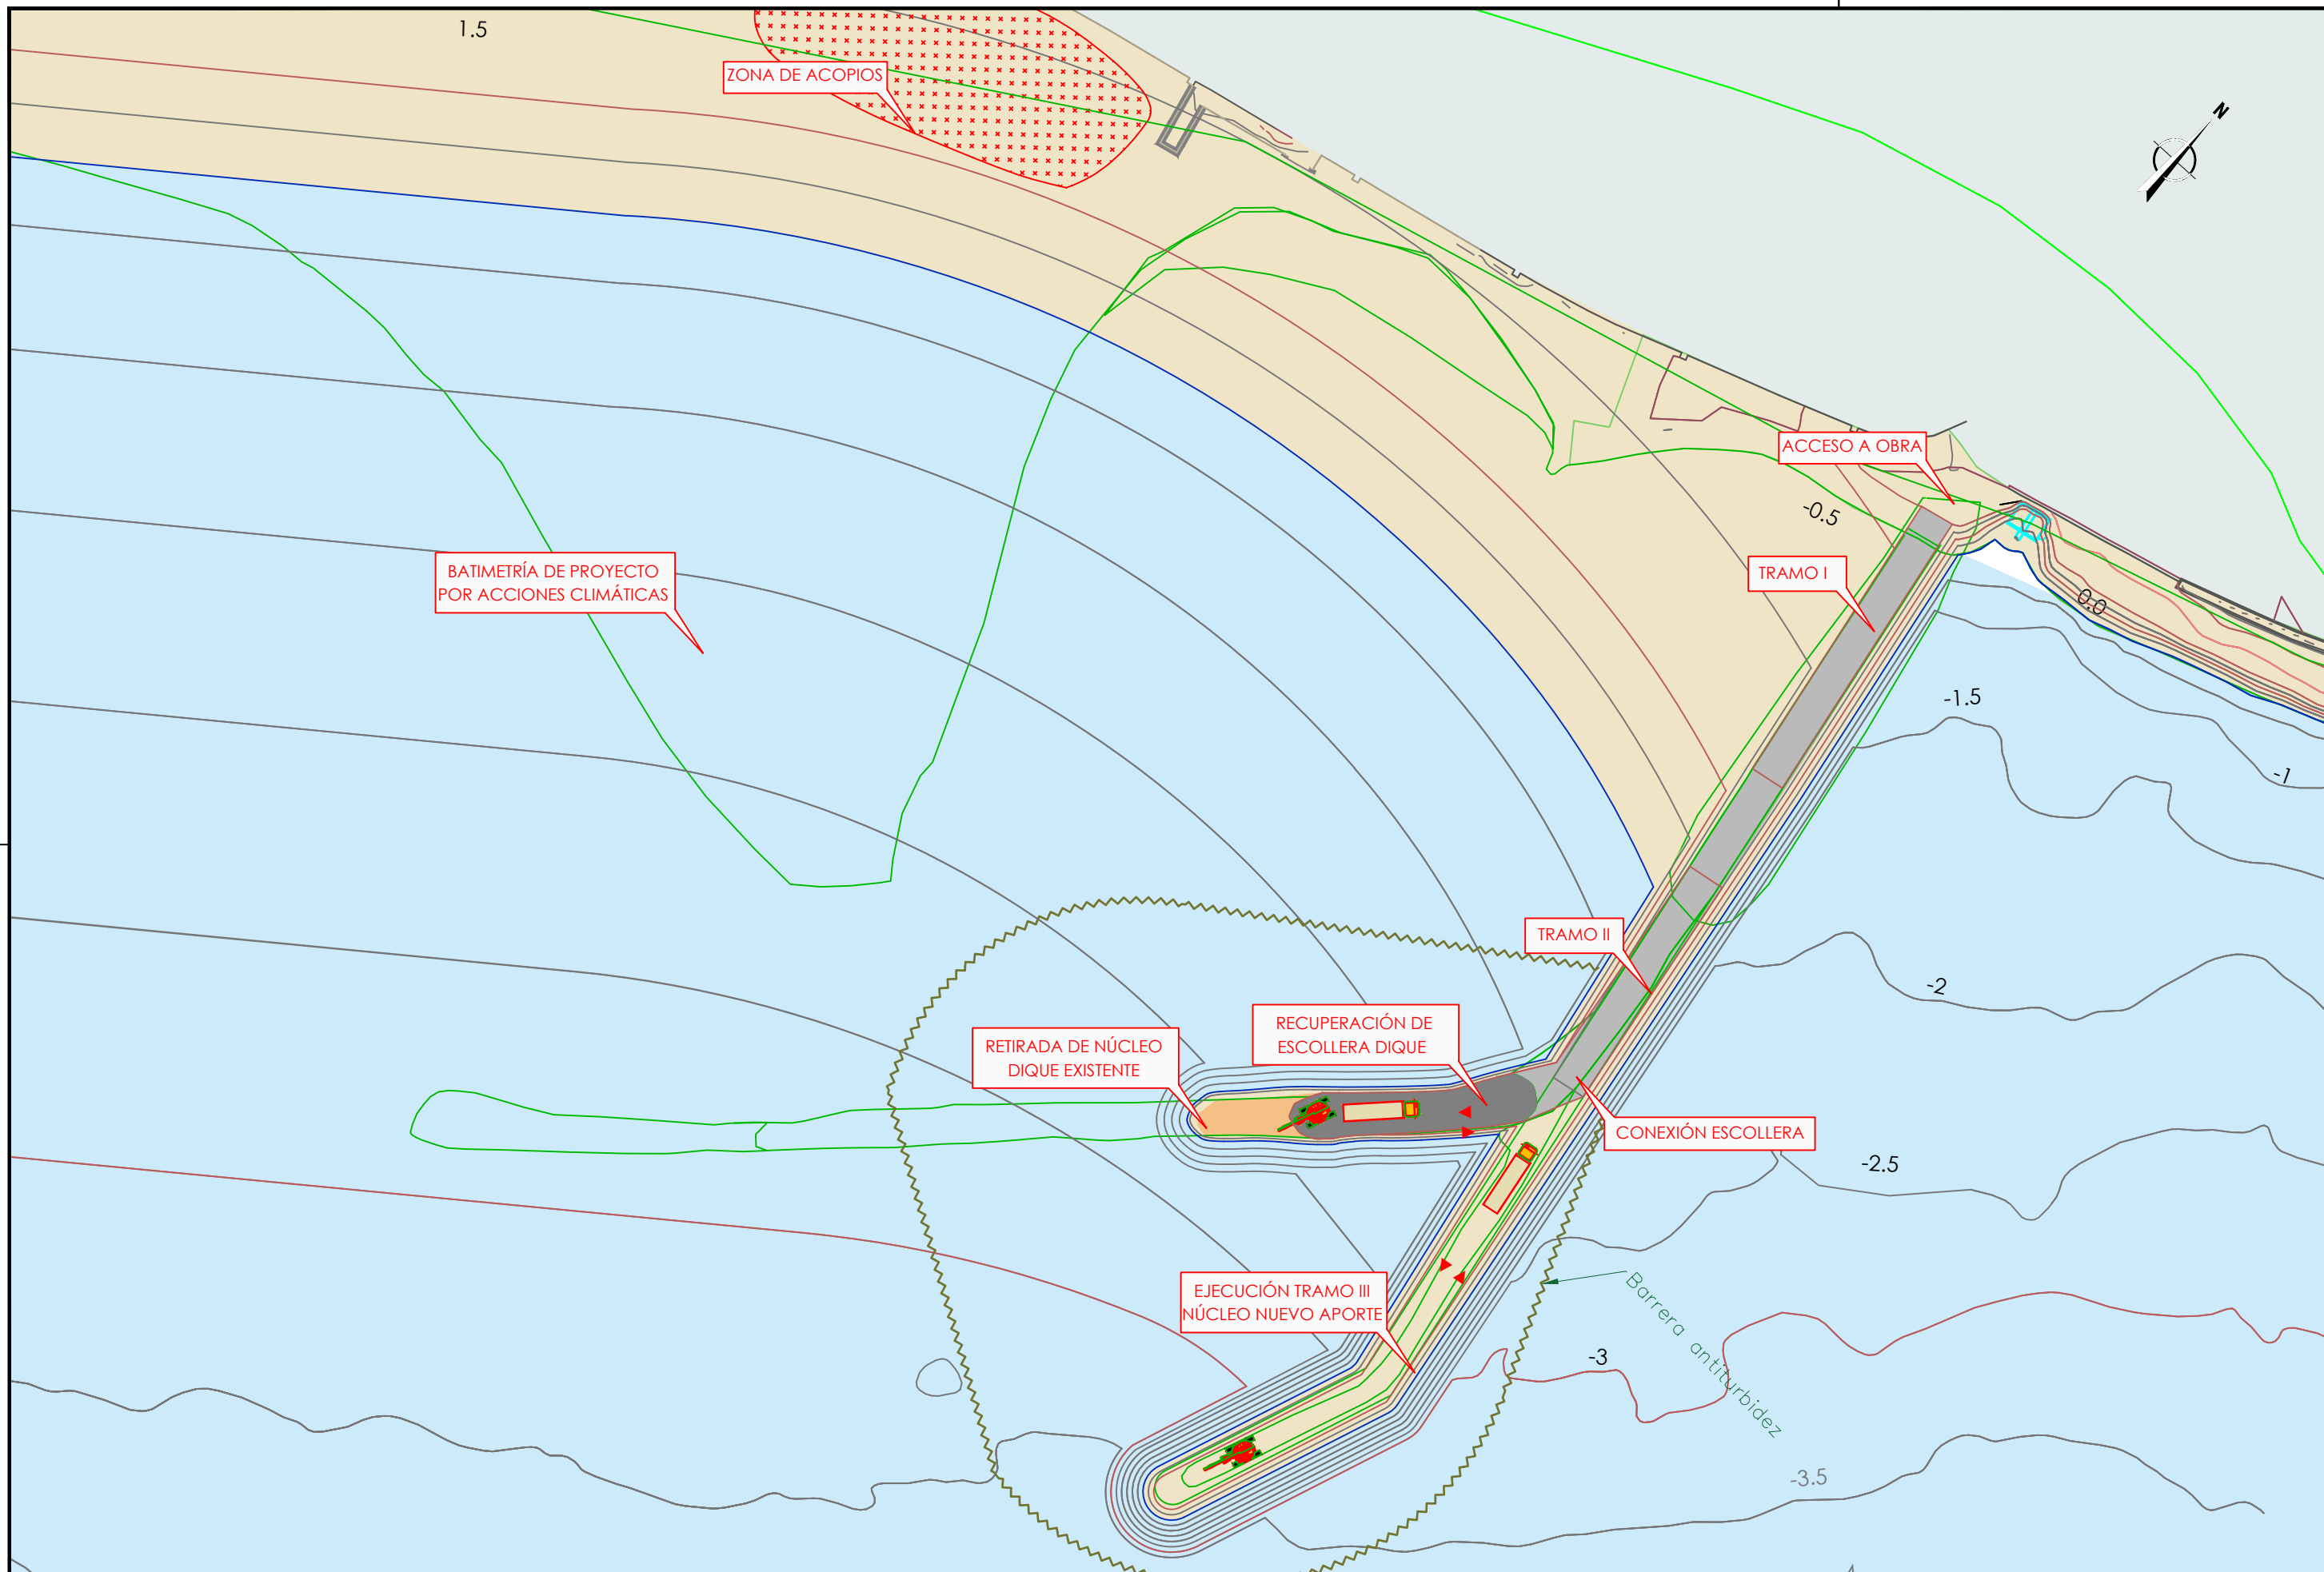 1.5
ZONA DE ACOPIOS
N
ACCESO A OBRA
-0.5
TRAMO I
BATIMETRÍA DE PROYECTO
POR ACCIONES CLIMÁTICAS
0.0
-1.5
-1
TRAMO II
-2
RECUPERACIÓN DE
ESCOLLERA DIQUE
RETIRADA DE NÚCLEO
DIQUE EXISTENTE
CONEXIÓN ESCOLLERA
-2.5
EJECUCIÓN TRAMO III
NÚCLEO NUEVO APORTE
Barrera antiturbidez
-3
-3.5